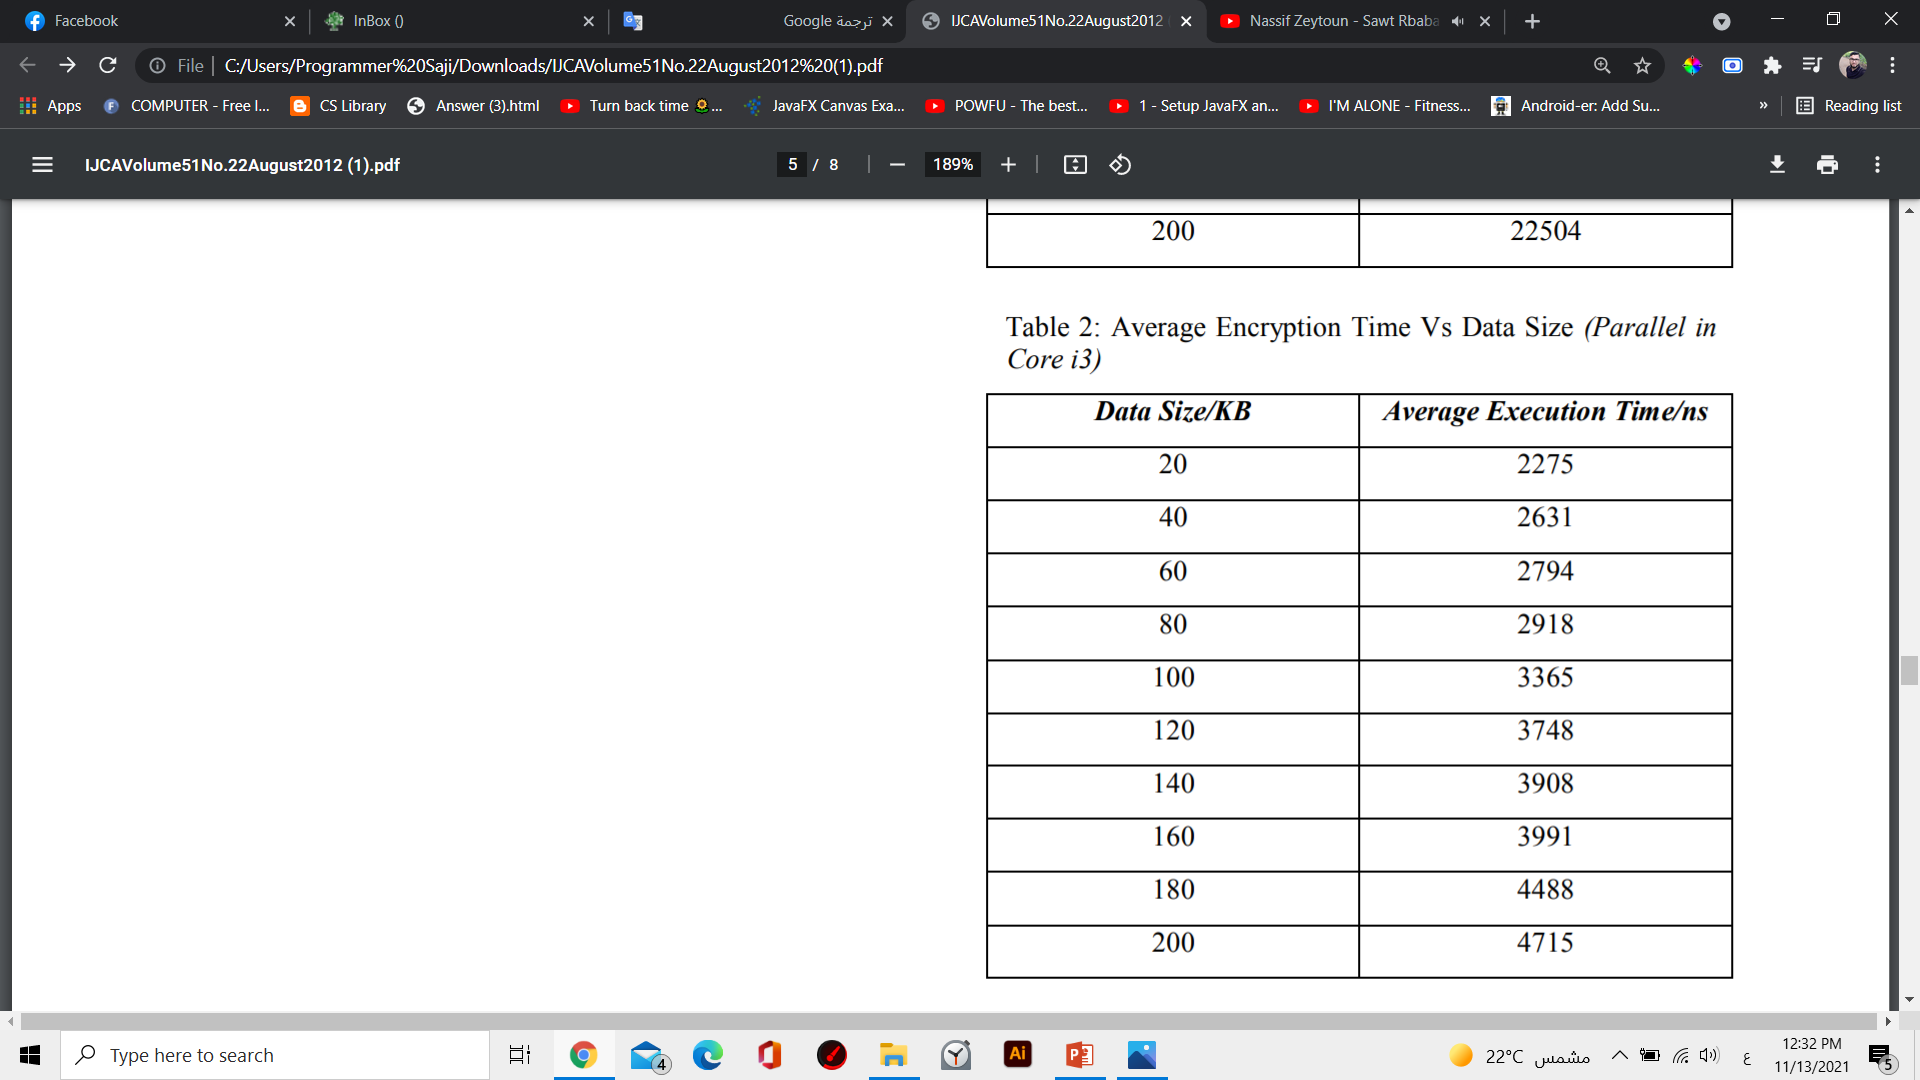 Facebook
InBox ()
ترجمة Google
IJCAVolume51No.22August2012
Nassif Zeytoun - Sawt Rbaba
File
C:/Users/Programmer%20Saji/Downloads/IJCAVolume51No.22August2012%20(1).pdf
Apps
COMPUTER - Free I...
CS Library
Answer (3).html
Turn back time 🌻...
JavaFX Canvas Exa...
POWFU - The best...
1 - Setup JavaFX an...
I'M ALONE - Fitness...
Android-er: Add Su...
»
Reading list
IJCAVolume51No.22August2012 (1).pdf
5 / 8
189%
200 22504
Table 2: Average Encryption Time Vs Data Size (Parallel in
Core i3)
Data Size/KB Average Execution Time/ns
20 2275
40 2631
60 2794
80 2918
100 3365
120 3748
140 3908
160 3991
180 4488
200 4715
Type here to search
4
Ai
22°C مشمس
ع
12:32 PM
11/13/2021
5